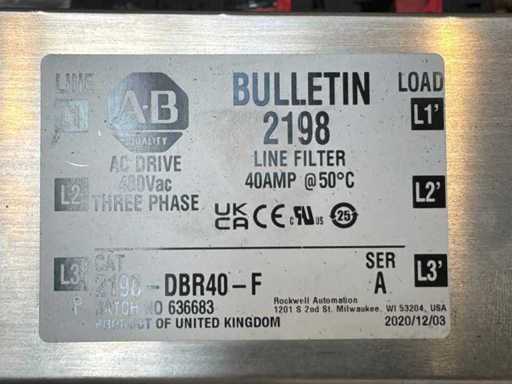 LINE
L1
A-B
QUALITY
AC DRIVE
480Vac
THREE PHASE
BULLETIN
2198
LINE FILTER
40AMP @ 50°C
LOAD
L1'
L2
UK
CA CE c US 25
L2'
L3
CAT
2198-DBR40-F
SER
A
L3'
BATCH NO 636683
PRODUCT OF UNITED KINGDOM
Rockwell Automation
1201 S 2nd St. Milwaukee, WI 53204, USA
2020/12/03